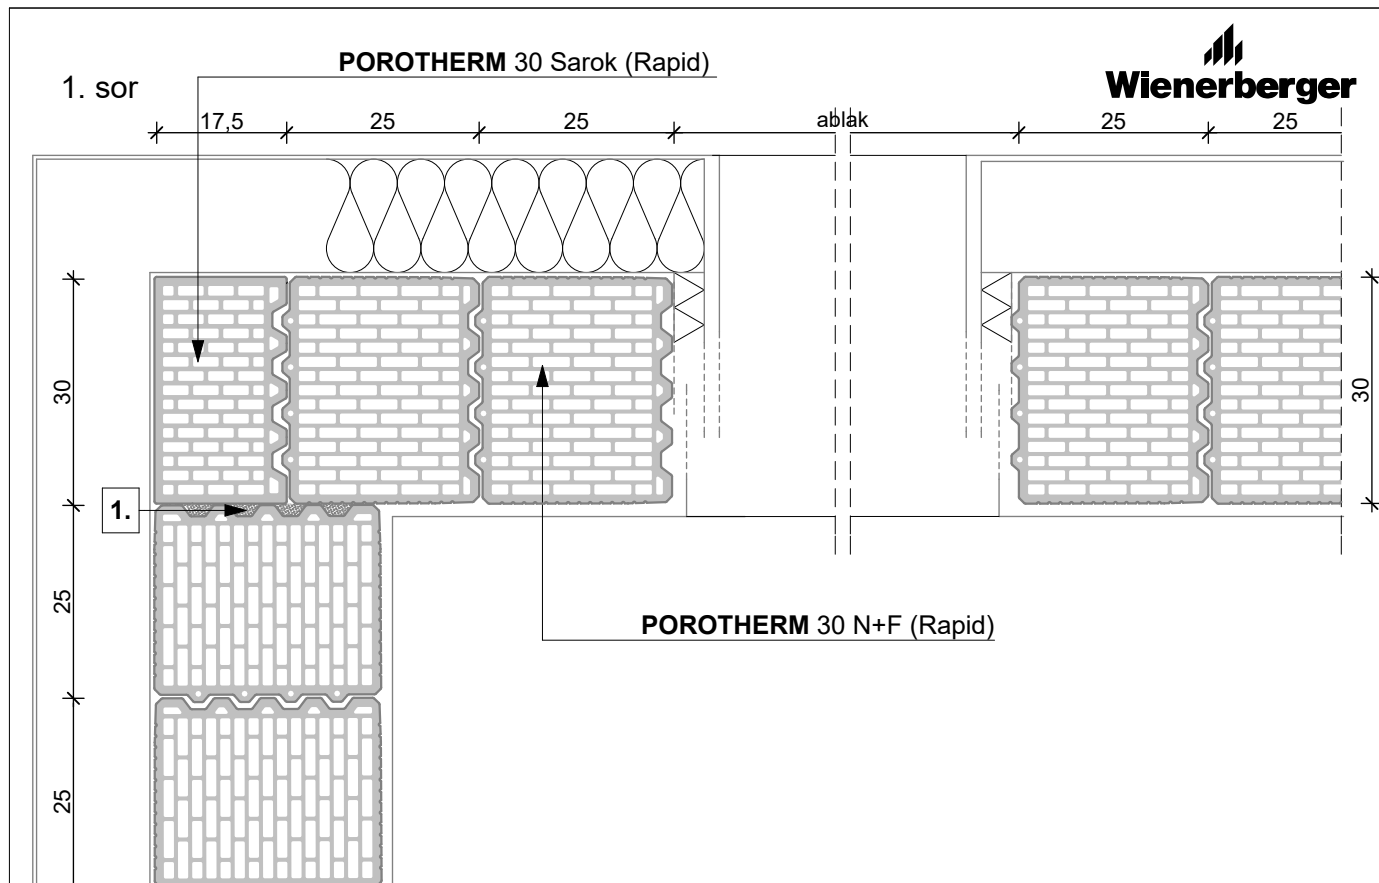 POROTHERM 30 Sarok (Rapid)
1. sor
Wienerberger
17,5
25
25
ablak
25
25
30
30
1.
25
POROTHERM 30 N+F (Rapid)
25